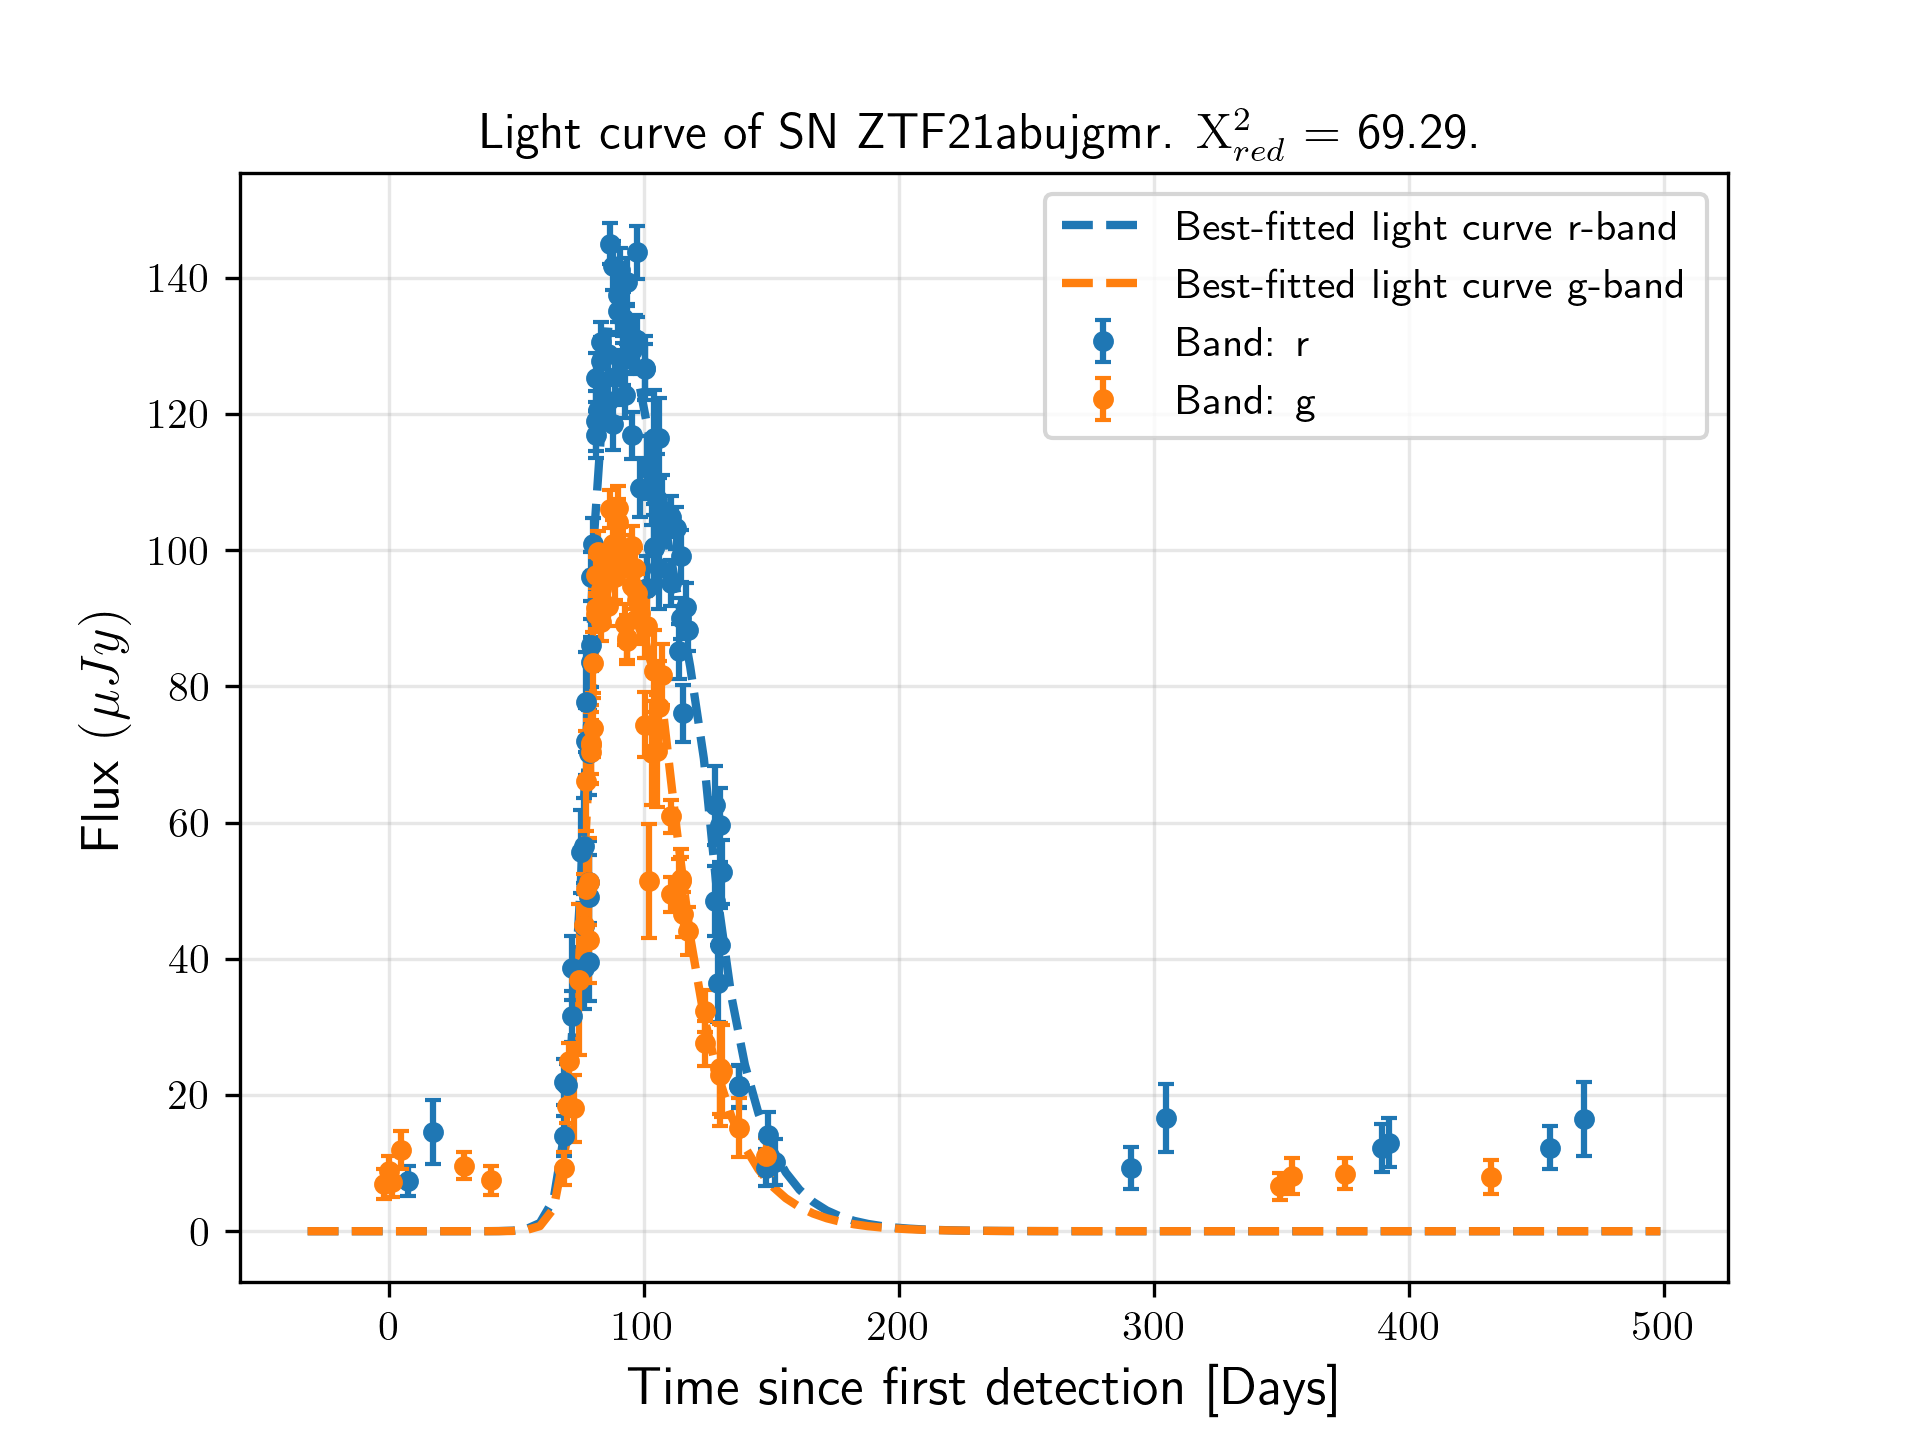 Light curve of SN ZTF21abujgmr. X²_red = 69.29.
Best-fitted light curve r-band
Best-fitted light curve g-band
Band: r
Band: g
Flux (μJy)
140
120
100
80
60
40
20
0
0 100 200 300 400 500
Time since first detection [Days]